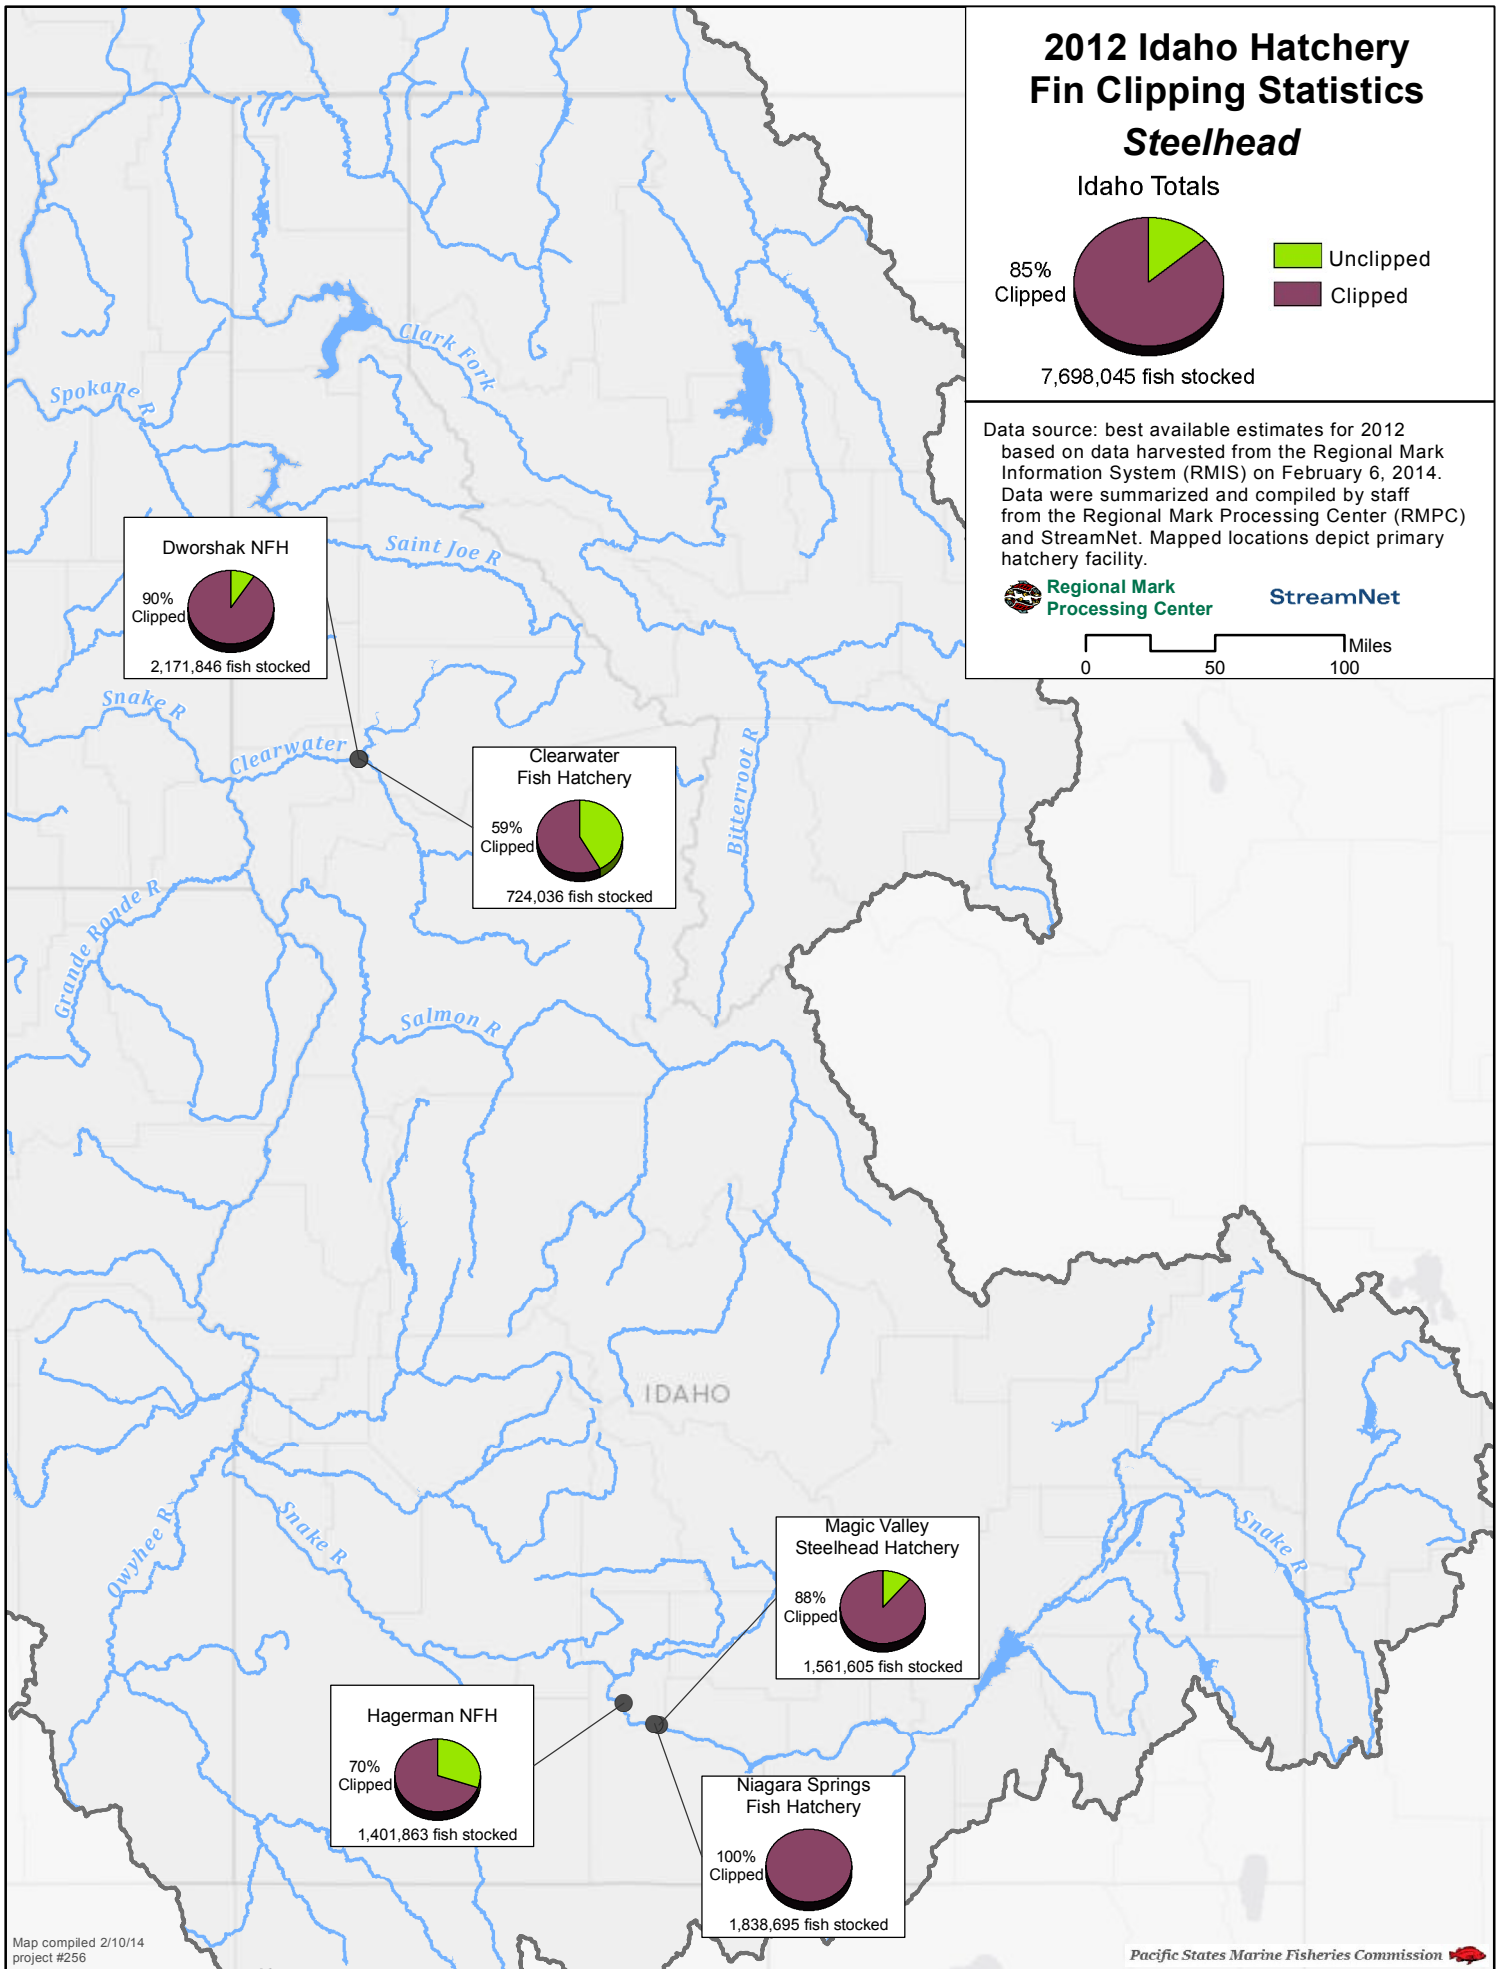 2012 Idaho Hatchery
Fin Clipping Statistics
Steelhead
Idaho Totals
85%
Clipped
Unclipped
Clipped
7,698,045 fish stocked
Data source: best available estimates for 2012
based on data harvested from the Regional Mark
Information System (RMIS) on February 6, 2014.
Data were summarized and compiled by staff
from the Regional Mark Processing Center (RMPC)
and StreamNet. Mapped locations depict primary
hatchery facility.
Regional Mark
Processing Center
StreamNet
Miles
0 50 100
Clark Fork
Spokane R
Saint Joe R
Dworshak NFH
90%
Clipped
2,171,846 fish stocked
Snake R
Clearwater
Clearwater
Fish Hatchery
59%
Clipped
724,036 fish stocked
Bitterroot R
Grande Ronde R
Salmon R
IDAHO
Owyhee R
Snake R
Snake R
Magic Valley
Steelhead Hatchery
88%
Clipped
1,561,605 fish stocked
Hagerman NFH
70%
Clipped
1,401,863 fish stocked
Niagara Springs
Fish Hatchery
100%
Clipped
1,838,695 fish stocked
Map compiled 2/10/14
project #256
Pacific States Marine Fisheries Commission